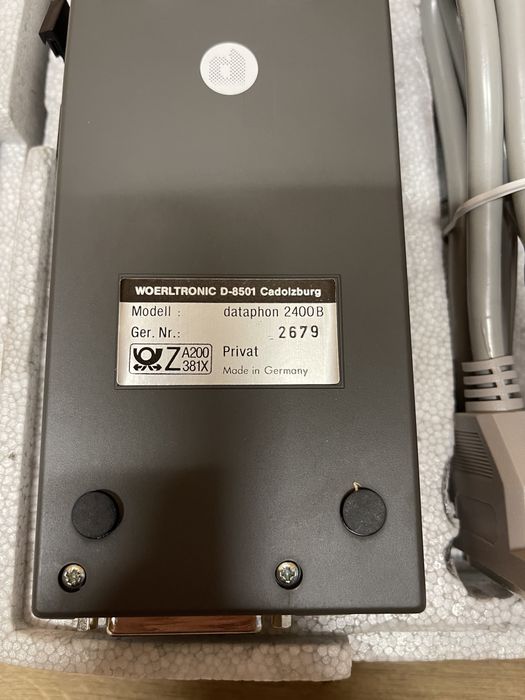 WOERLTRONIC D-8501 Cadolzburg
Modell : dataphon 2400B
Ger. Nr.: 2679
Z A200 381X Privat
Made in Germany